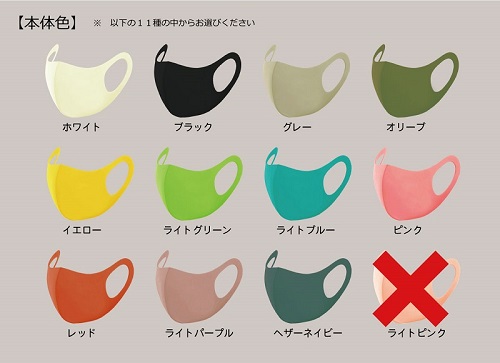 【本体色】 ※ 以下の１１種の中からお選びください
ホワイト ブラック グレー オリーブ
イエロー ライトグリーン ライトブルー ピンク
レッド ライトパープル ヘザーネイビー ライトピンク